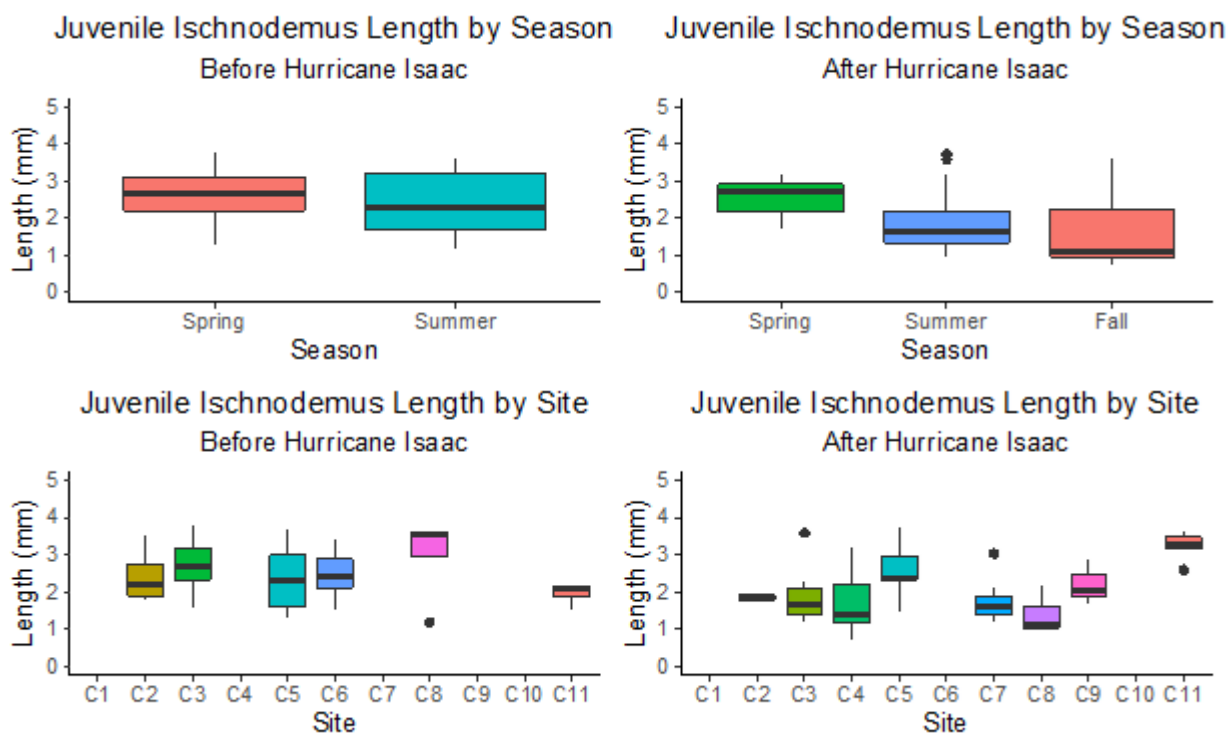 Juvenile Ischnodemus Length by Season
Before Hurricane Isaac
Length (mm)
5
4
3
2
1
0
Spring Summer
Season
Juvenile Ischnodemus Length by Season
After Hurricane Isaac
Length (mm)
5
4
3
2
1
0
Spring Summer Fall
Season
Juvenile Ischnodemus Length by Site
Before Hurricane Isaac
Length (mm)
5
4
3
2
1
0
C1 C2 C3 C4 C5 C6 C7 C8 C9 C10 C11
Site
Juvenile Ischnodemus Length by Site
After Hurricane Isaac
Length (mm)
5
4
3
2
1
0
C1 C2 C3 C4 C5 C6 C7 C8 C9 C10 C11
Site